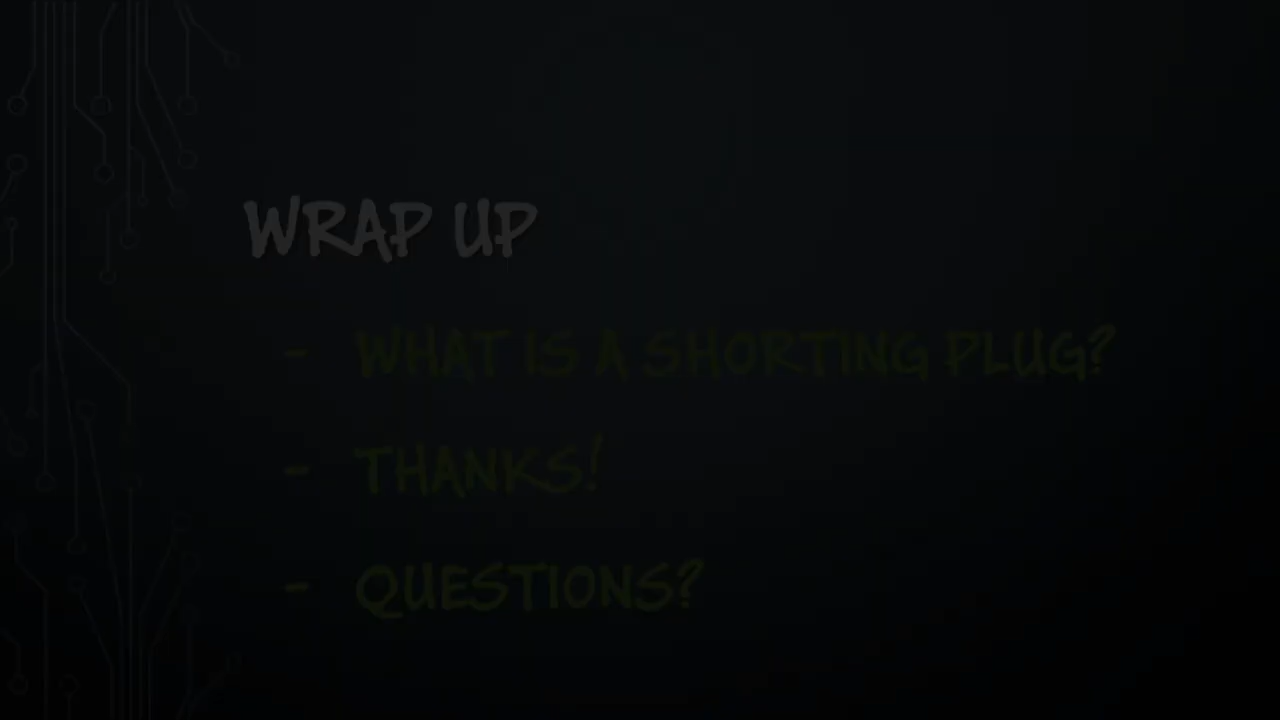 WRAP UP
- WHAT IS A SHORTING PLUG?
- THANKS!
- QUESTIONS?